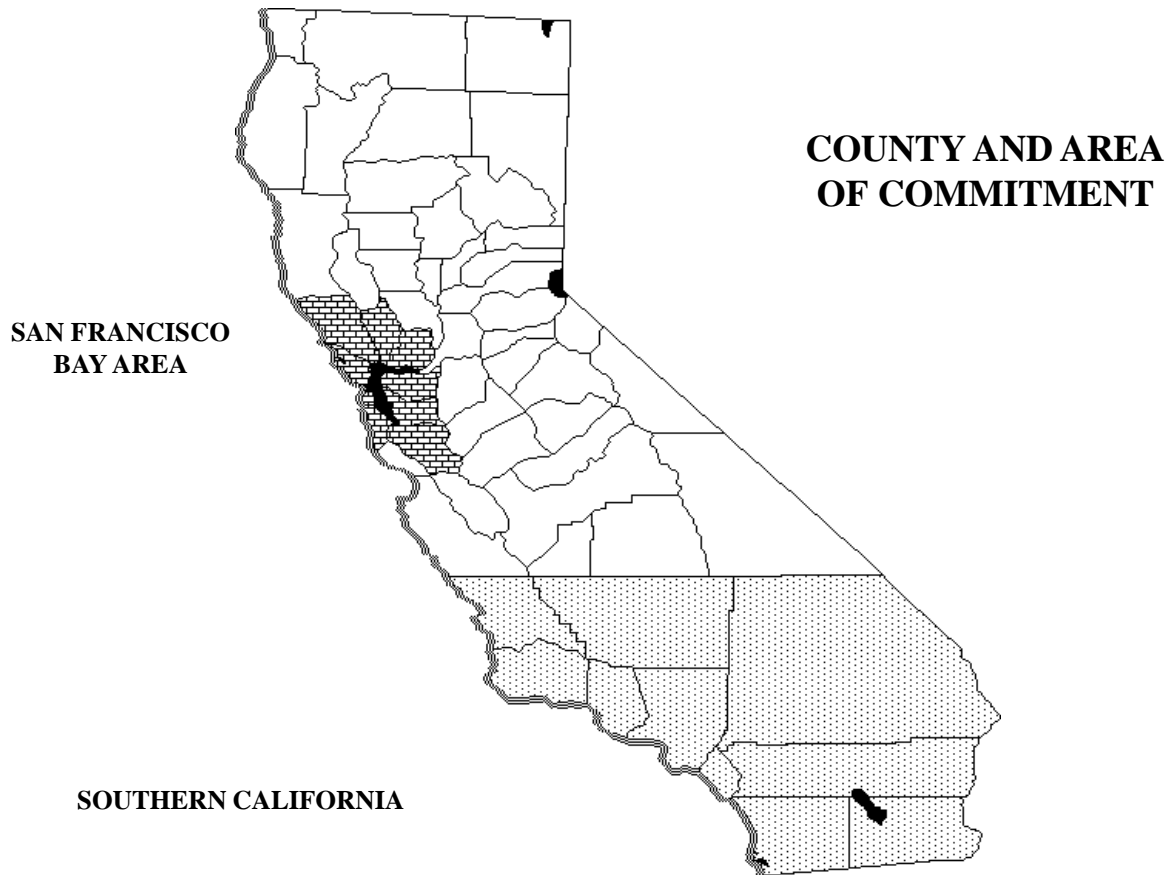 COUNTY AND AREA
OF COMMITMENT
SAN FRANCISCO
BAY AREA
SOUTHERN CALIFORNIA